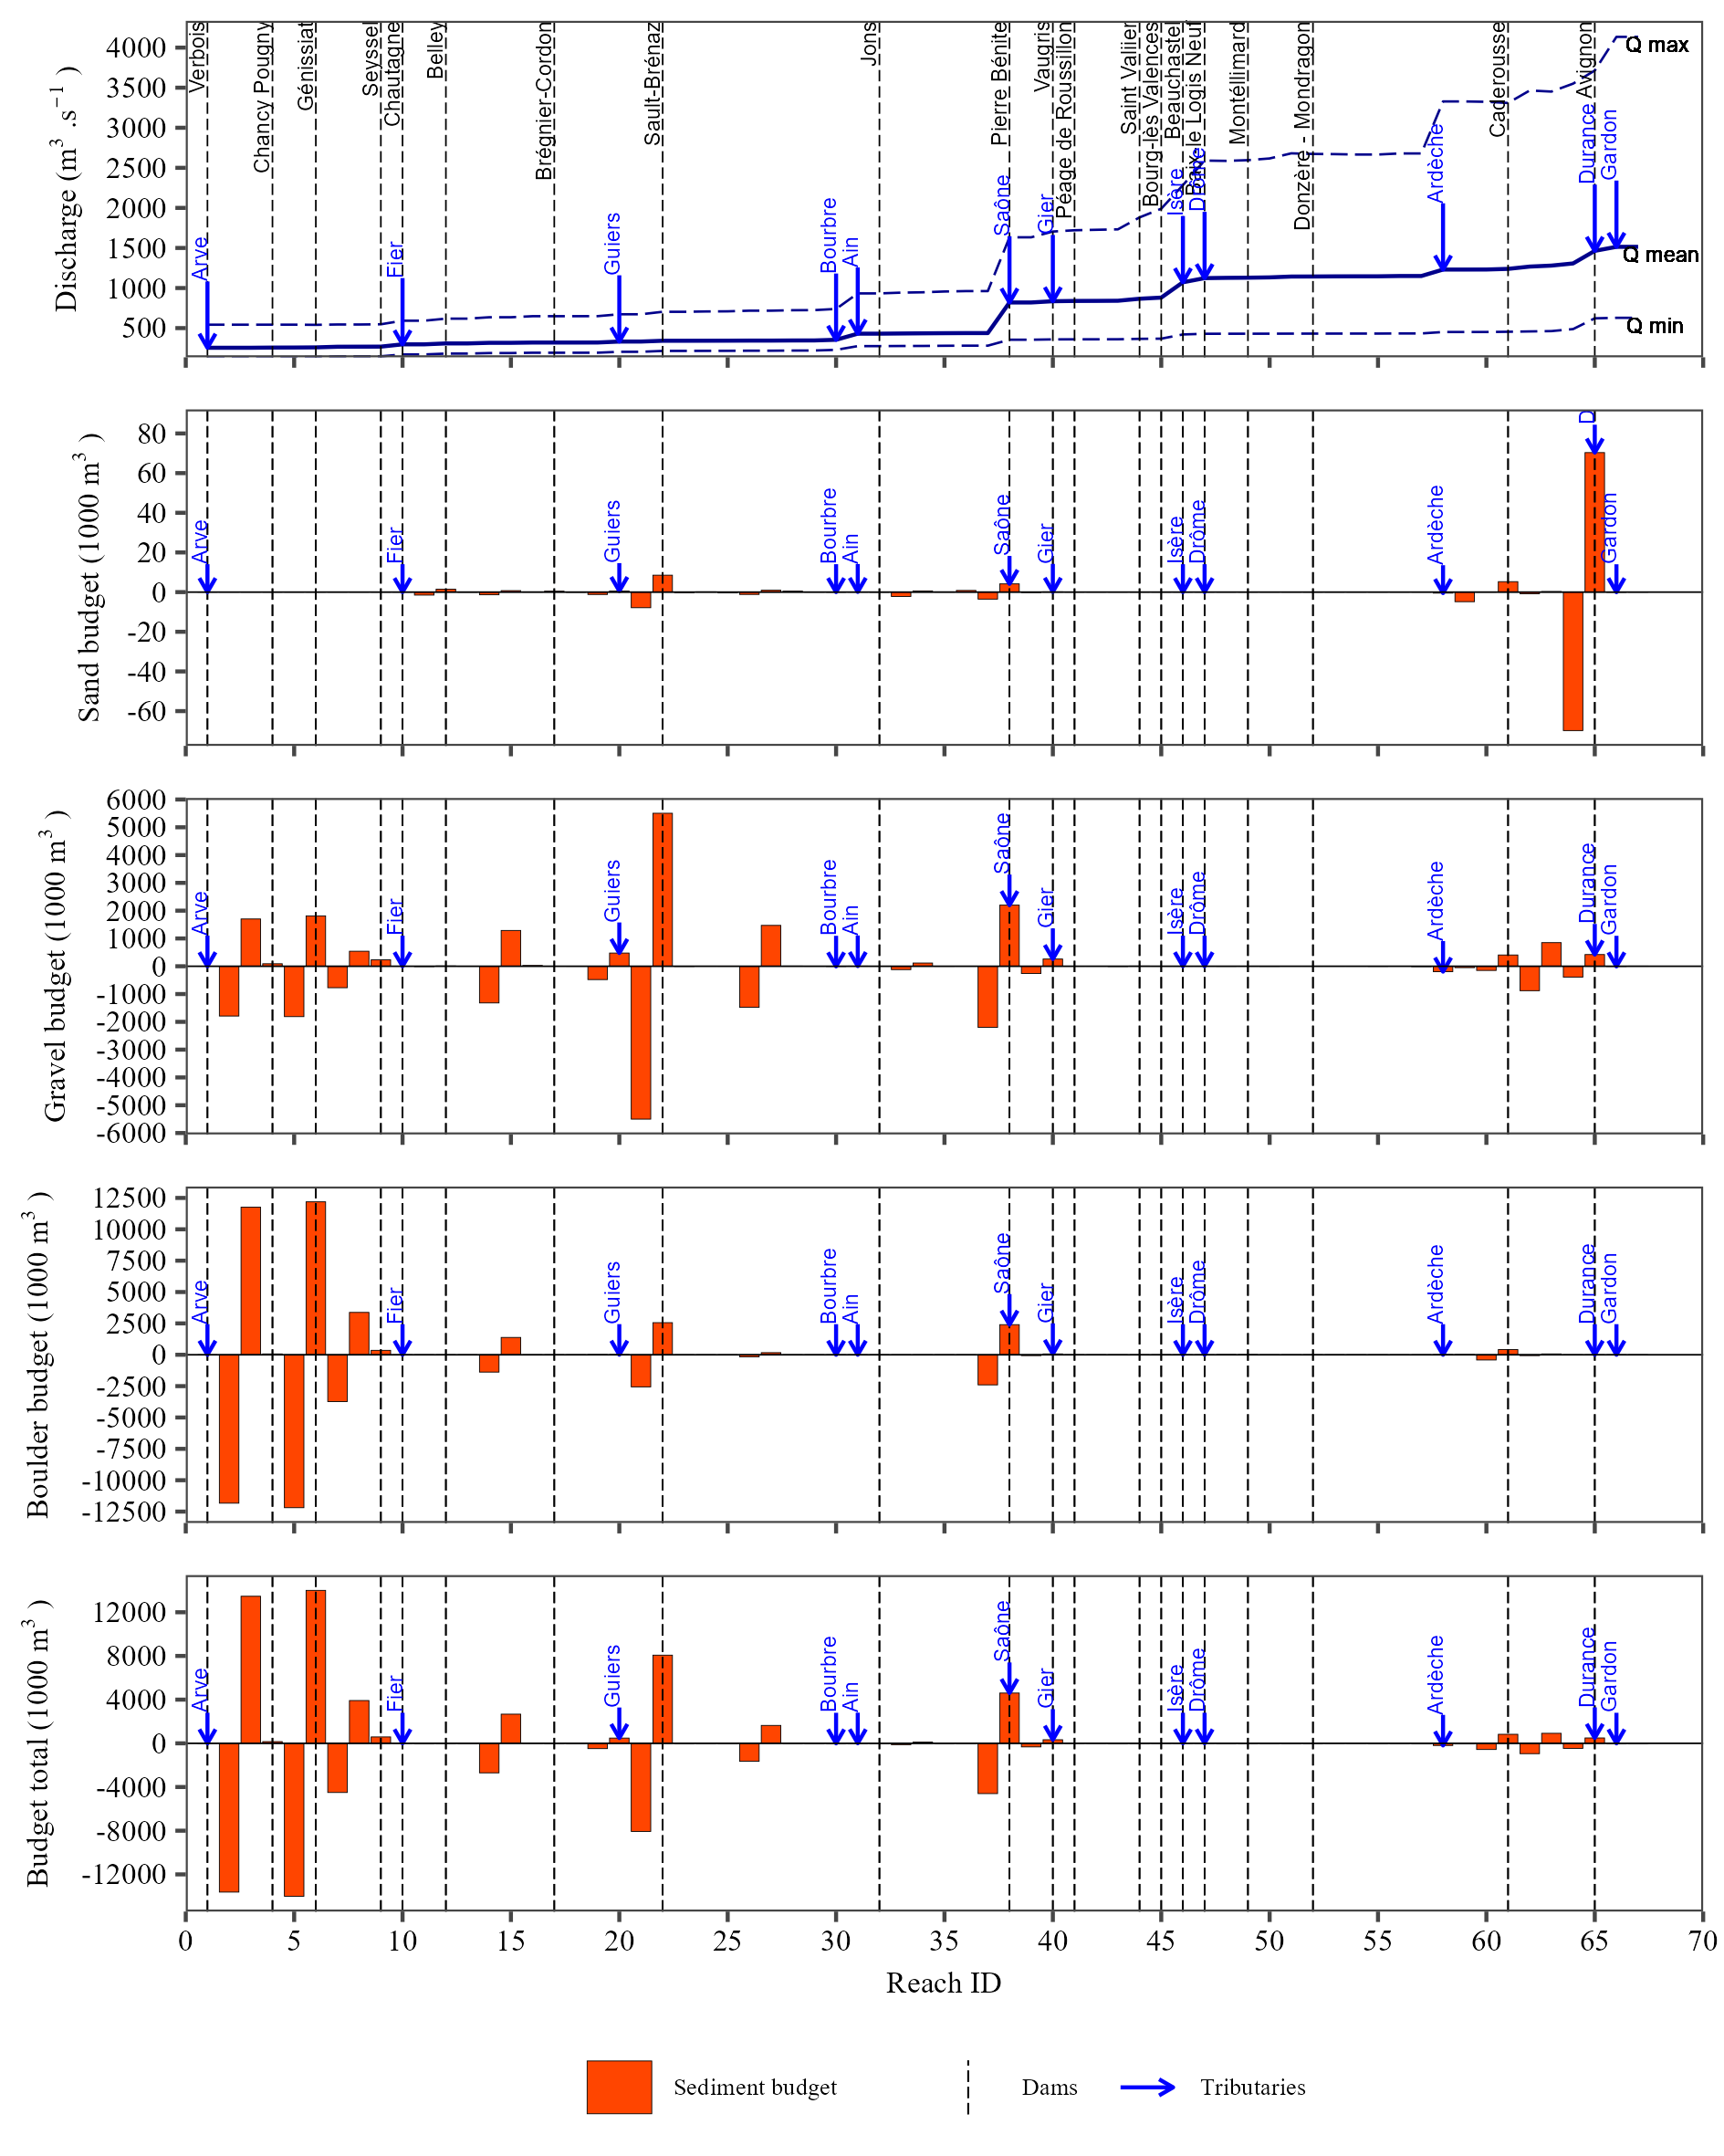 Discharge (m³ .s⁻¹ )
4000
3500
3000
2500
2000
1500
1000
500
Verbois
Chancy Pougny
Génissiat
Seyssel
Chautagne
Belley
Brégnier-Cordon
Sault-Brénaz
Jons
Pierre Bénite
Vaugris
Péage de Roussillon
Saint Vallier
Bourg-lès Valences
Beauchastel
Baix-le Logis Neuf
Montélimard
Donzère - Mondragon
Caderousse
Avignon
Arve
Fier
Guiers
Bourbre
Ain
Saône
Gier
Isère
Drôme
Ardèche
Durance
Gardon
Q max
Q mean
Q min
Sand budget (1000 m³ )
80
60
40
20
0
-20
-40
-60
Arve
Fier
Guiers
Bourbre
Ain
Saône
Gier
Isère
Drôme
Ardèche
D
Gardon
Gravel budget (1000 m³ )
6000
5000
4000
3000
2000
1000
0
-1000
-2000
-3000
-4000
-5000
-6000
Arve
Fier
Guiers
Bourbre
Ain
Saône
Gier
Isère
Drôme
Ardèche
Durance
Gardon
Boulder budget (1000 m³ )
12500
10000
7500
5000
2500
0
-2500
-5000
-7500
-10000
-12500
Arve
Fier
Guiers
Bourbre
Ain
Saône
Gier
Isère
Drôme
Ardèche
Durance
Gardon
Budget total (1000 m³ )
12000
8000
4000
0
-4000
-8000
-12000
Arve
Fier
Guiers
Bourbre
Ain
Saône
Gier
Isère
Drôme
Ardèche
Durance
Gardon
0 5 10 15 20 25 30 35 40 45 50 55 60 65 70
Reach ID
Sediment budget Dams Tributaries